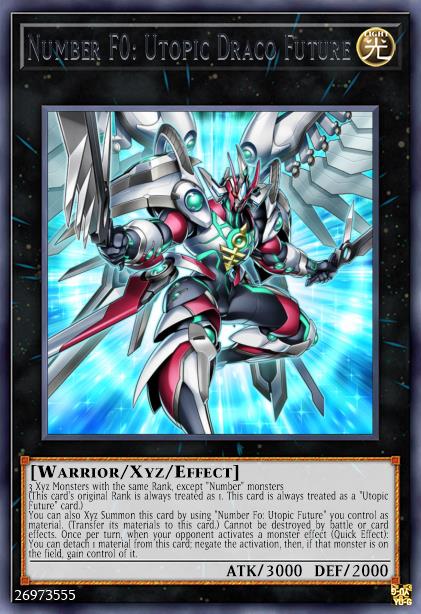 Number F0: Utopic Draco Future
LIGHT
光
[Warrior/Xyz/Effect]
3 Xyz Monsters with the same Rank, except "Number" monsters
(This card's original Rank is always treated as 1. This card is always treated as a "Utopic
Future" card.)
You can also Xyz Summon this card by using "Number F0: Utopic Future" you control as
material. (Transfer its materials to this card.) Cannot be destroyed by battle or card
effects. Once per turn, when your opponent activates a monster effect (Quick Effect):
You can detach 1 material from this card; negate the activation, then, if that monster is on
the field, gain control of it.
ATK/3000 DEF/2000
26973555